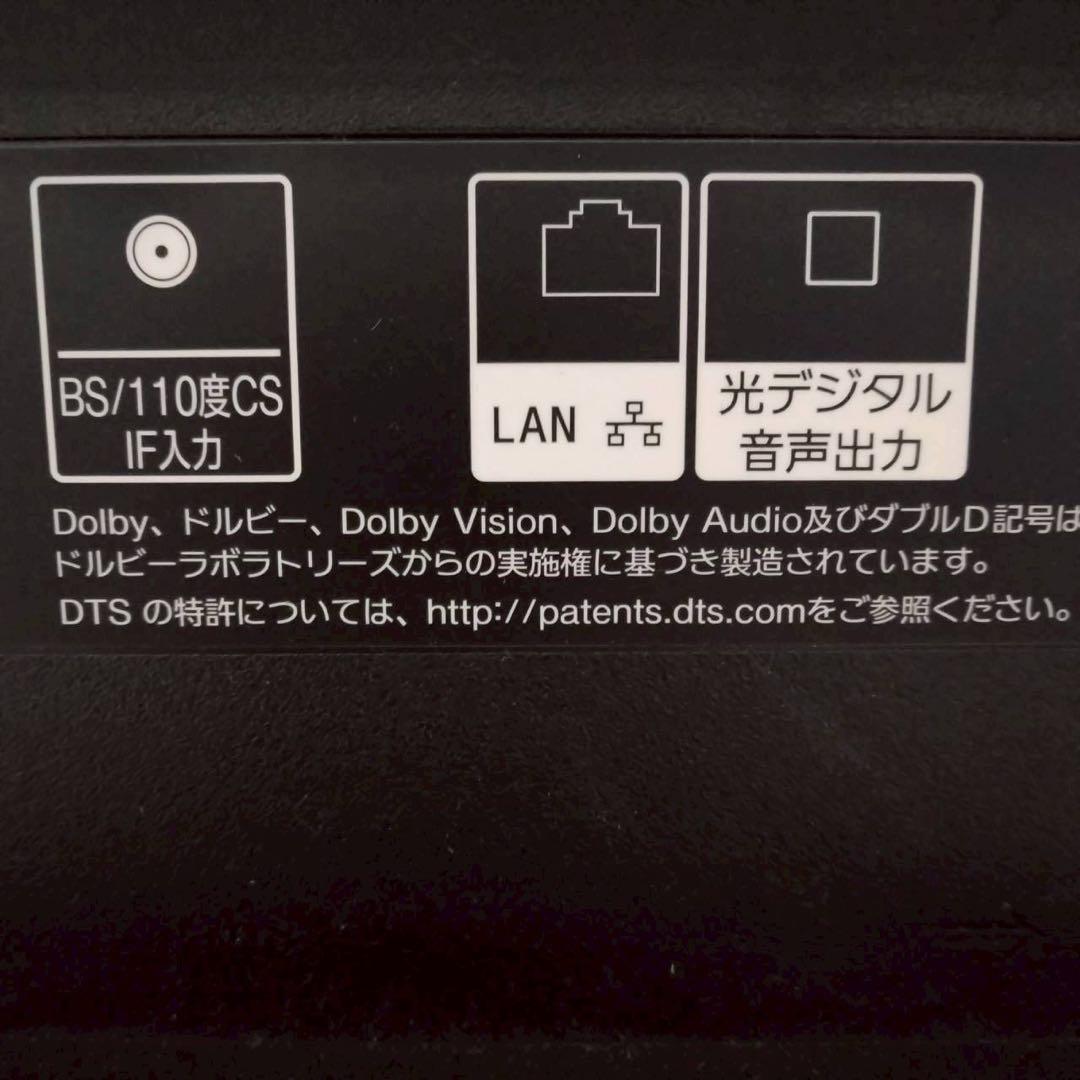 BS/110度CS
IF入力
LAN
光デジタル
音声出力
Dolby、ドルビー、Dolby Vision、Dolby Audio及びダブルD記号は
ドルビーラボラトリーズからの実施権に基づき製造されています。
DTS の特許については、http://patents.dts.comをご参照ください。